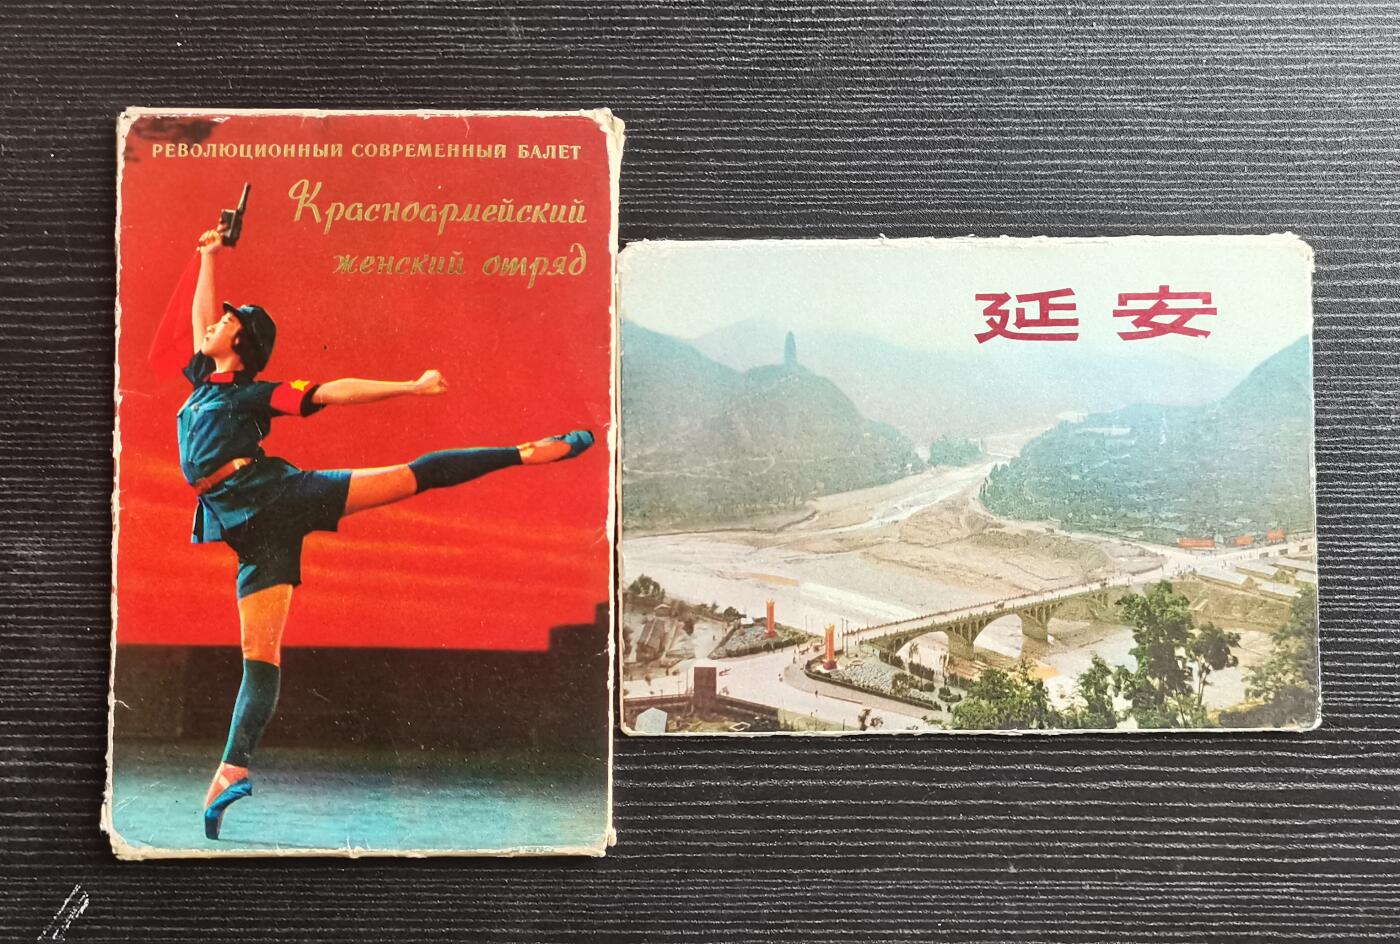 РЕВОЛЮЦИОННЫЙ СОВРЕМЕННЫЙ БАЛЕТ
Красноармейский
женский отряд
延安